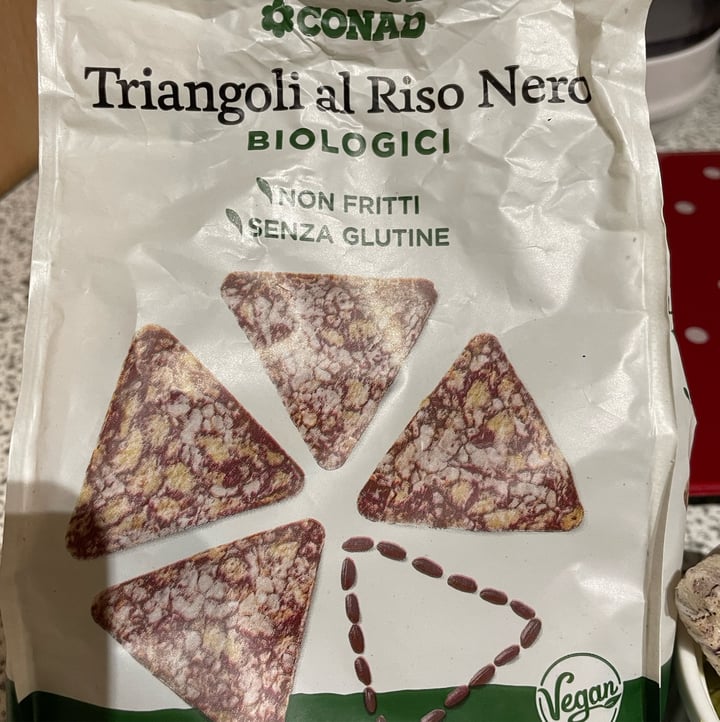 CONAD
Triangoli al Riso Nero
BIOLOGICI
NON FRITTI
SENZA GLUTINE
Vegan